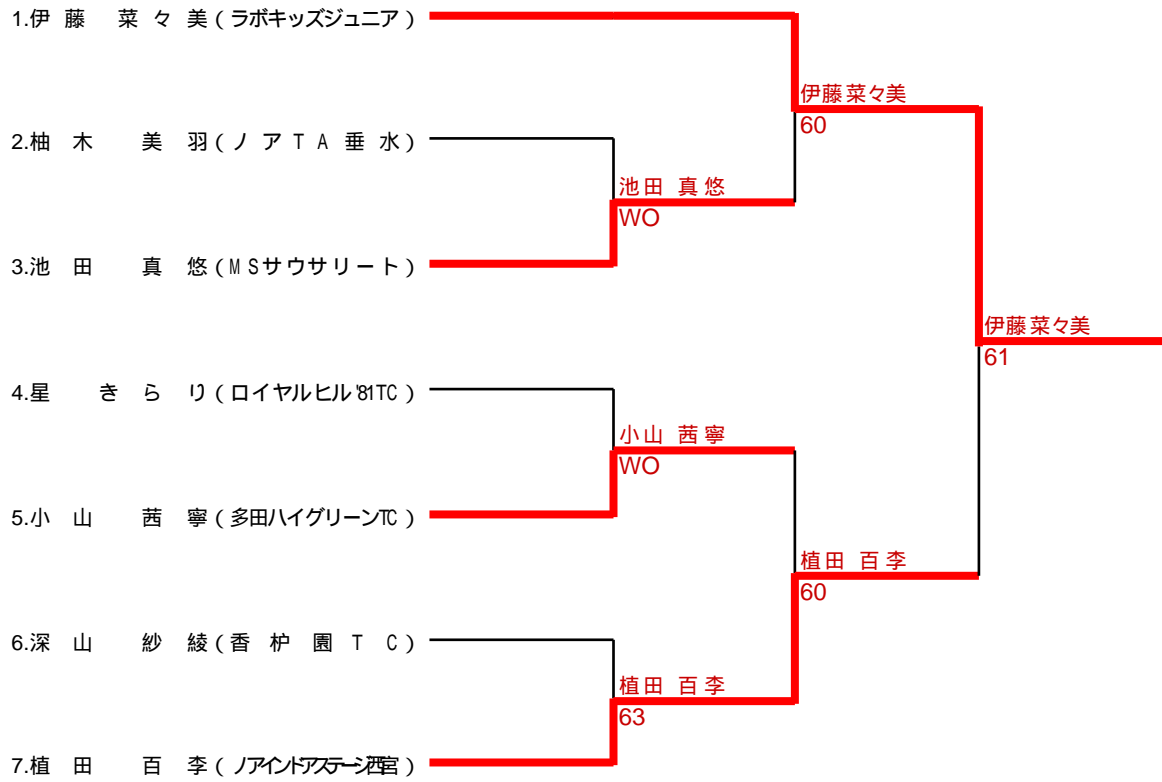 1.伊 藤 菜 々 美 ( ラボキッズジュニア )
伊藤 菜々美
60
2.柚 木 美 羽 ( ノ ア T A 垂 水 )
池田 真悠
WO
3.池 田 真 悠 ( M S サウサリート )
伊藤 菜々美
61
4.星 き ら り ( ロイヤルヒル'81TC )
小山 茜寧
WO
5.小 山 茜 寧 ( 多田ハイグリーンTC )
植田 百李
60
6.深 山 紗 綾 ( 香 枦 園 T C )
植田 百李
63
7.植 田 百 李 ( ノアインドアステージ西宮 )